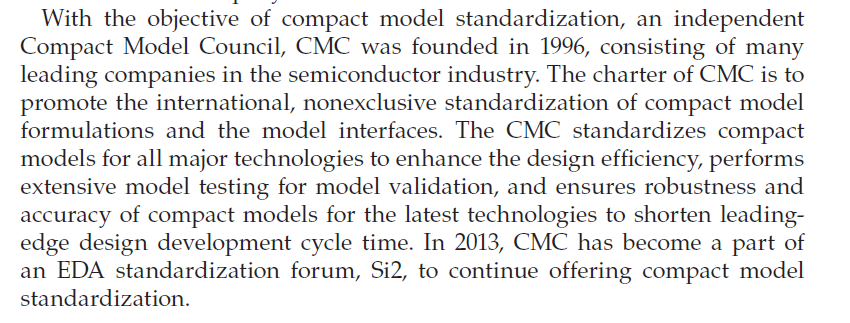 With the objective of compact model standardization, an independent
Compact Model Council, CMC was founded in 1996, consisting of many
leading companies in the semiconductor industry. The charter of CMC is to
promote the international, nonexclusive standardization of compact model
formulations and the model interfaces. The CMC standardizes compact
models for all major technologies to enhance the design efficiency, performs
extensive model testing for model validation, and ensures robustness and
accuracy of compact models for the latest technologies to shorten leading-
edge design development cycle time. In 2013, CMC has become a part of
an EDA standardization forum, Si2, to continue offering compact model
standardization.